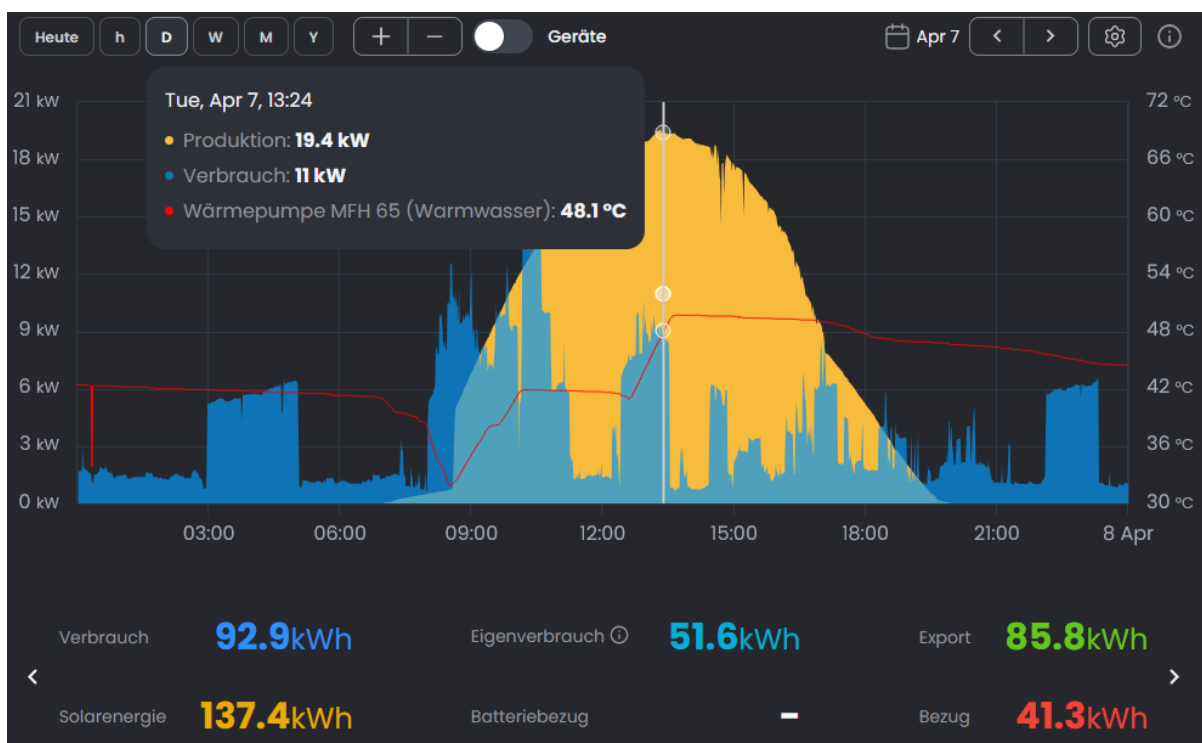 Heute h D W M Y + − Geräte Apr 7 < >
Tue, Apr 7, 13:24
Produktion: 19.4 kW
Verbrauch: 11 kW
Wärmepumpe MFH 65 (Warmwasser): 48.1 °C
21 kW 72 °C
18 kW 66 °C
15 kW 60 °C
12 kW 54 °C
9 kW 48 °C
6 kW 42 °C
3 kW 36 °C
0 kW 30 °C
03:00 06:00 09:00 12:00 15:00 18:00 21:00 8 Apr
Verbrauch 92.9kWh Eigenverbrauch 51.6kWh Export 85.8kWh
Solarenergie 137.4kWh Batteriebezug - Bezug 41.3kWh